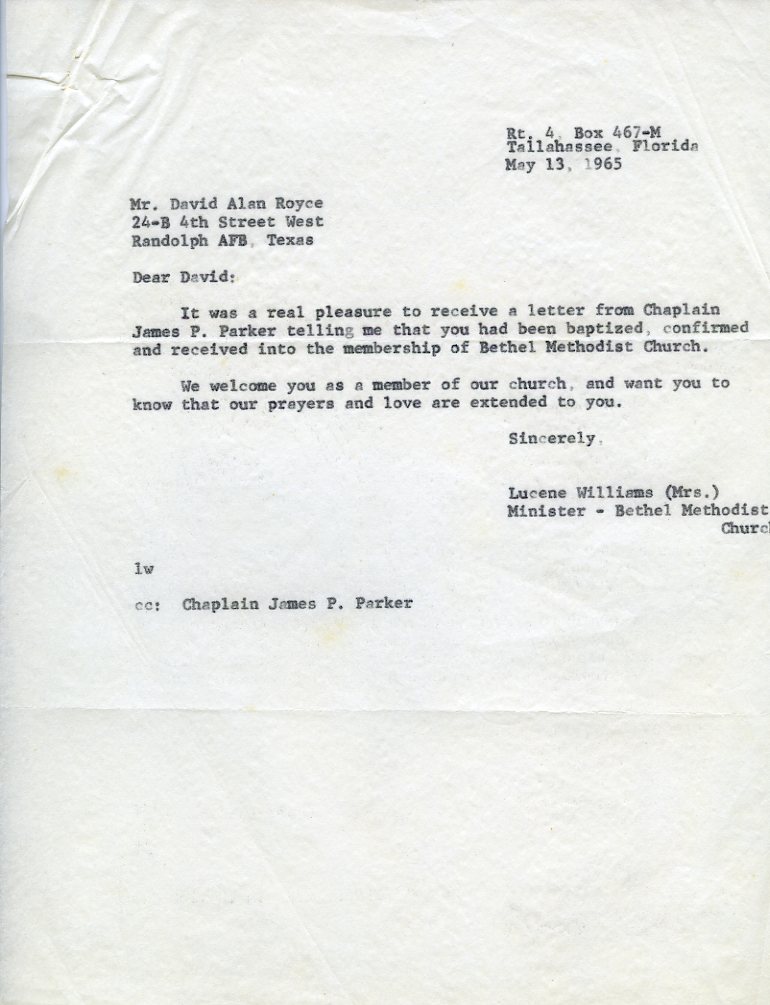 Rt. 4, Box 467-M
Tallahassee, Florida
May 13, 1965
Mr. David Alan Royce
24-B 4th Street West
Randolph AFB, Texas
Dear David:
It was a real pleasure to receive a letter from Chaplain
James P. Parker telling me that you had been baptized, confirmed
and received into the membership of Bethel Methodist Church.
We welcome you as a member of our church, and want you to
know that our prayers and love are extended to you.
Sincerely,
Lucene Williams (Mrs.)
Minister - Bethel Methodist
Churc
lw
cc: Chaplain James P. Parker